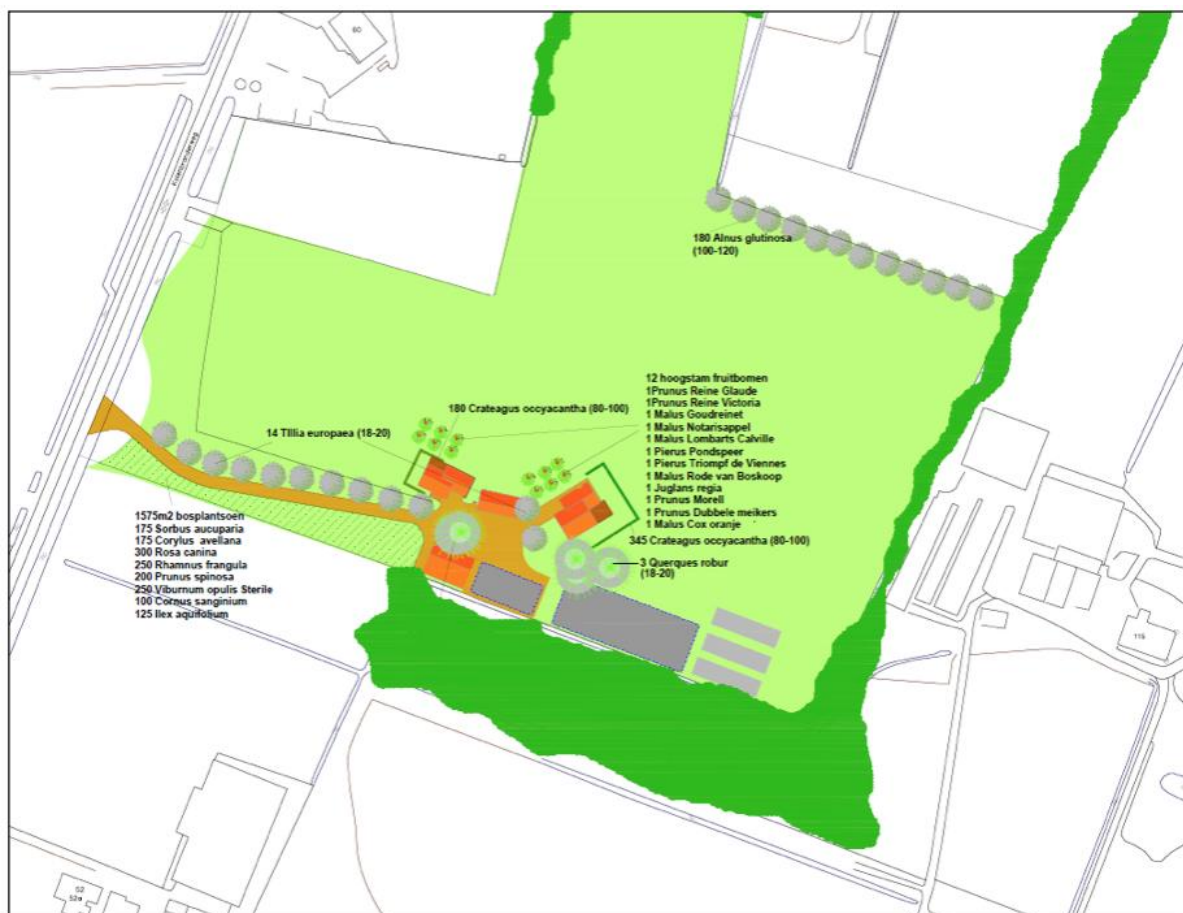 60
180 Alnus glutinosa
(100-120)
12 hoogstam fruitbomen
1Prunus Reine Glaude
1Prunus Reine Victoria
1 Malus Goudreinet
1 Malus Notarisappel
1 Malus Lombarts Calville
1 Pierus Pondspeer
1 Pierus Triompf de Viennes
1 Malus Rode van Boskoop
1 Juglans regia
1 Prunus Morell
1 Prunus Dubbele meikers
1 Malus Cox oranje
180 Crateagus occyacantha (80-100)
14 TIllia europaea (18-20)
345 Crateagus occyacantha (80-100)
3 Querques robur
(18-20)
1575m2 bosplantsoen
175 Sorbus aucuparia
175 Corylus avellana
300 Rosa canina
250 Rhamnus frangula
200 Prunus spinosa
250 Viburnum opulis Sterile
100 Cornus sanginium
125 Ilex aquifolium
115
52
52a